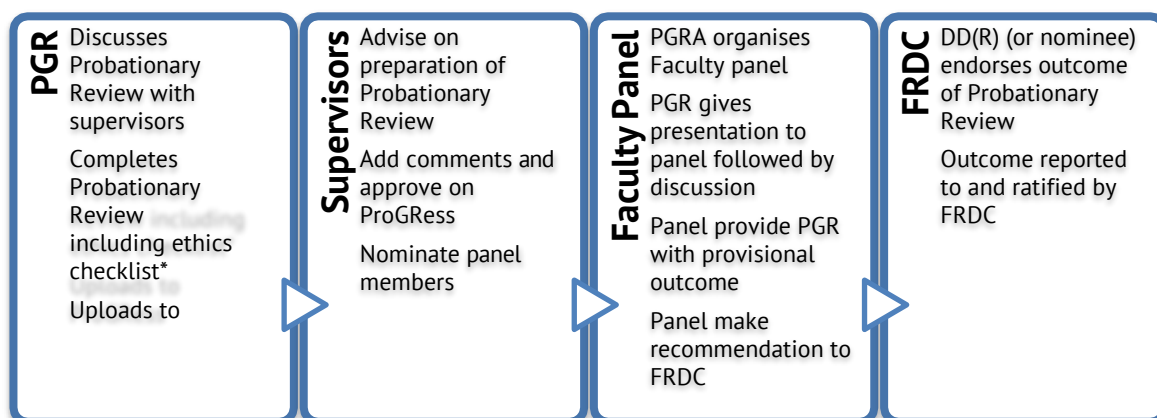 PGR
Discusses
Probationary
Review with
supervisors
Completes
Probationary
Review
including ethics
checklist*
Uploads to
Supervisors
Advise on
preparation of
Probationary
Review
Add comments and
approve on
ProGRess
Nominate panel
members
Faculty Panel
PGRA organises
Faculty panel
PGR gives
presentation to
panel followed by
discussion
Panel provide PGR
with provisional
outcome
Panel make
recommendation to
FRDC
FRDC
DD(R) (or nominee)
endorses outcome
of Probationary
Review
Outcome reported
to and ratified by
FRDC